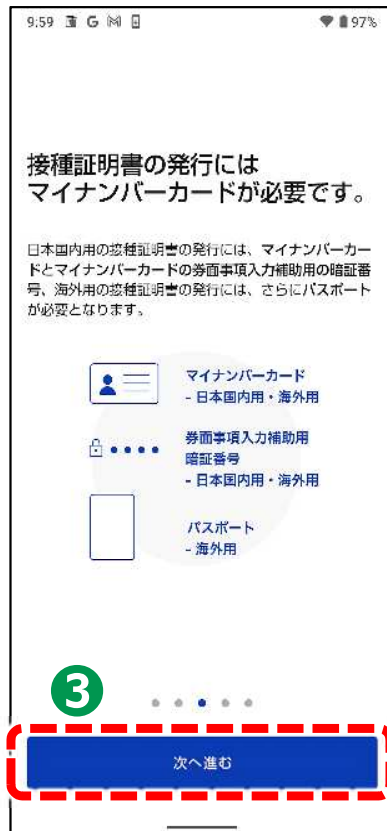 9:59 G M 97%
接種証明書の発行には
マイナンバーカードが必要です。
日本国内用の接種証明書の発行には、マイナンバーカー
ドとマイナンバーカードの券面事項入力補助用の暗証番
号、海外用の接種証明書の発行には、さらにパスポート
が必要となります。
マイナンバーカード
- 日本国内用・海外用
券面事項入力補助用
暗証番号
- 日本国内用・海外用
パスポート
- 海外用
3
次へ進む